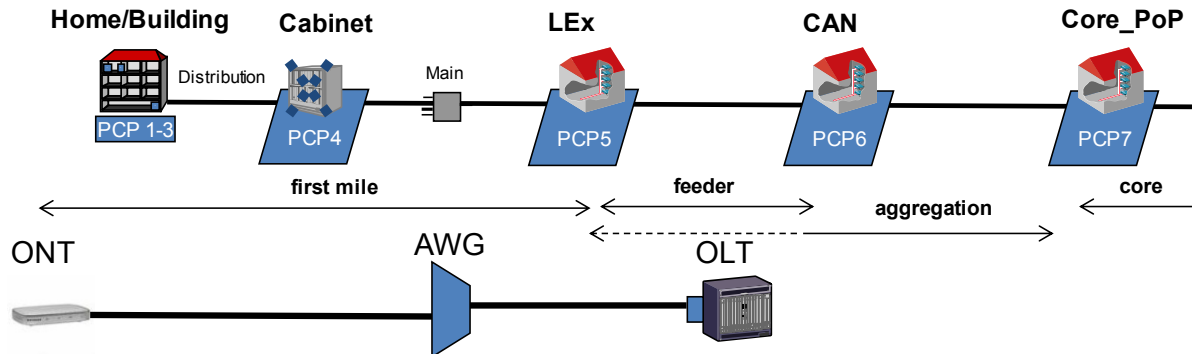 Home/Building
Cabinet
LEx
CAN
Core_PoP
Distribution
Main
PCP 1-3
PCP4
PCP5
PCP6
PCP7
first mile
feeder
core
aggregation
ONT
AWG
OLT